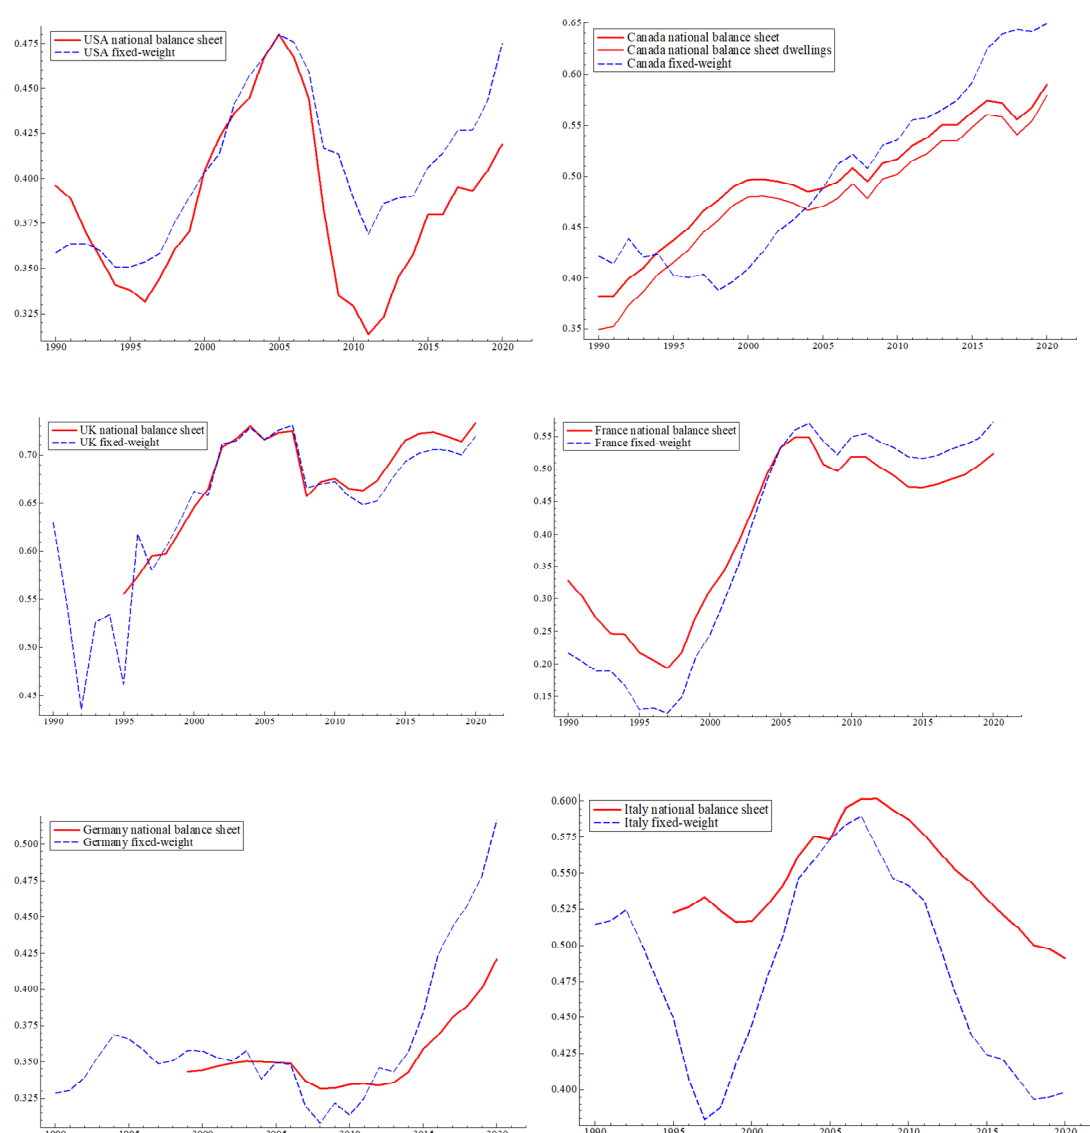 USA national balance sheet
USA fixed-weight
0.475
0.450
0.425
0.400
0.375
0.350
0.325
1990 1995 2000 2005 2010 2015 2020
0.65
Canada national balance sheet
Canada national balance sheet dwellings
Canada fixed-weight
0.60
0.55
0.50
0.45
0.40
0.35
1990 1995 2000 2005 2010 2015 2020
UK national balance sheet
UK fixed-weight
0.70
0.65
0.60
0.55
0.50
0.45
1990 1995 2000 2005 2010 2015 2020
France national balance sheet
France fixed-weight
0.55
0.50
0.45
0.40
0.35
0.30
0.25
0.20
0.15
1990 1995 2000 2005 2010 2015 2020
Germany national balance sheet
Germany fixed-weight
0.500
0.475
0.450
0.425
0.400
0.375
0.350
0.325
1990 1995 2000 2005 2010 2015 2020
0.600
Italy national balance sheet
Italy fixed-weight
0.575
0.550
0.525
0.500
0.475
0.450
0.425
0.400
1990 1995 2000 2005 2010 2015 2020